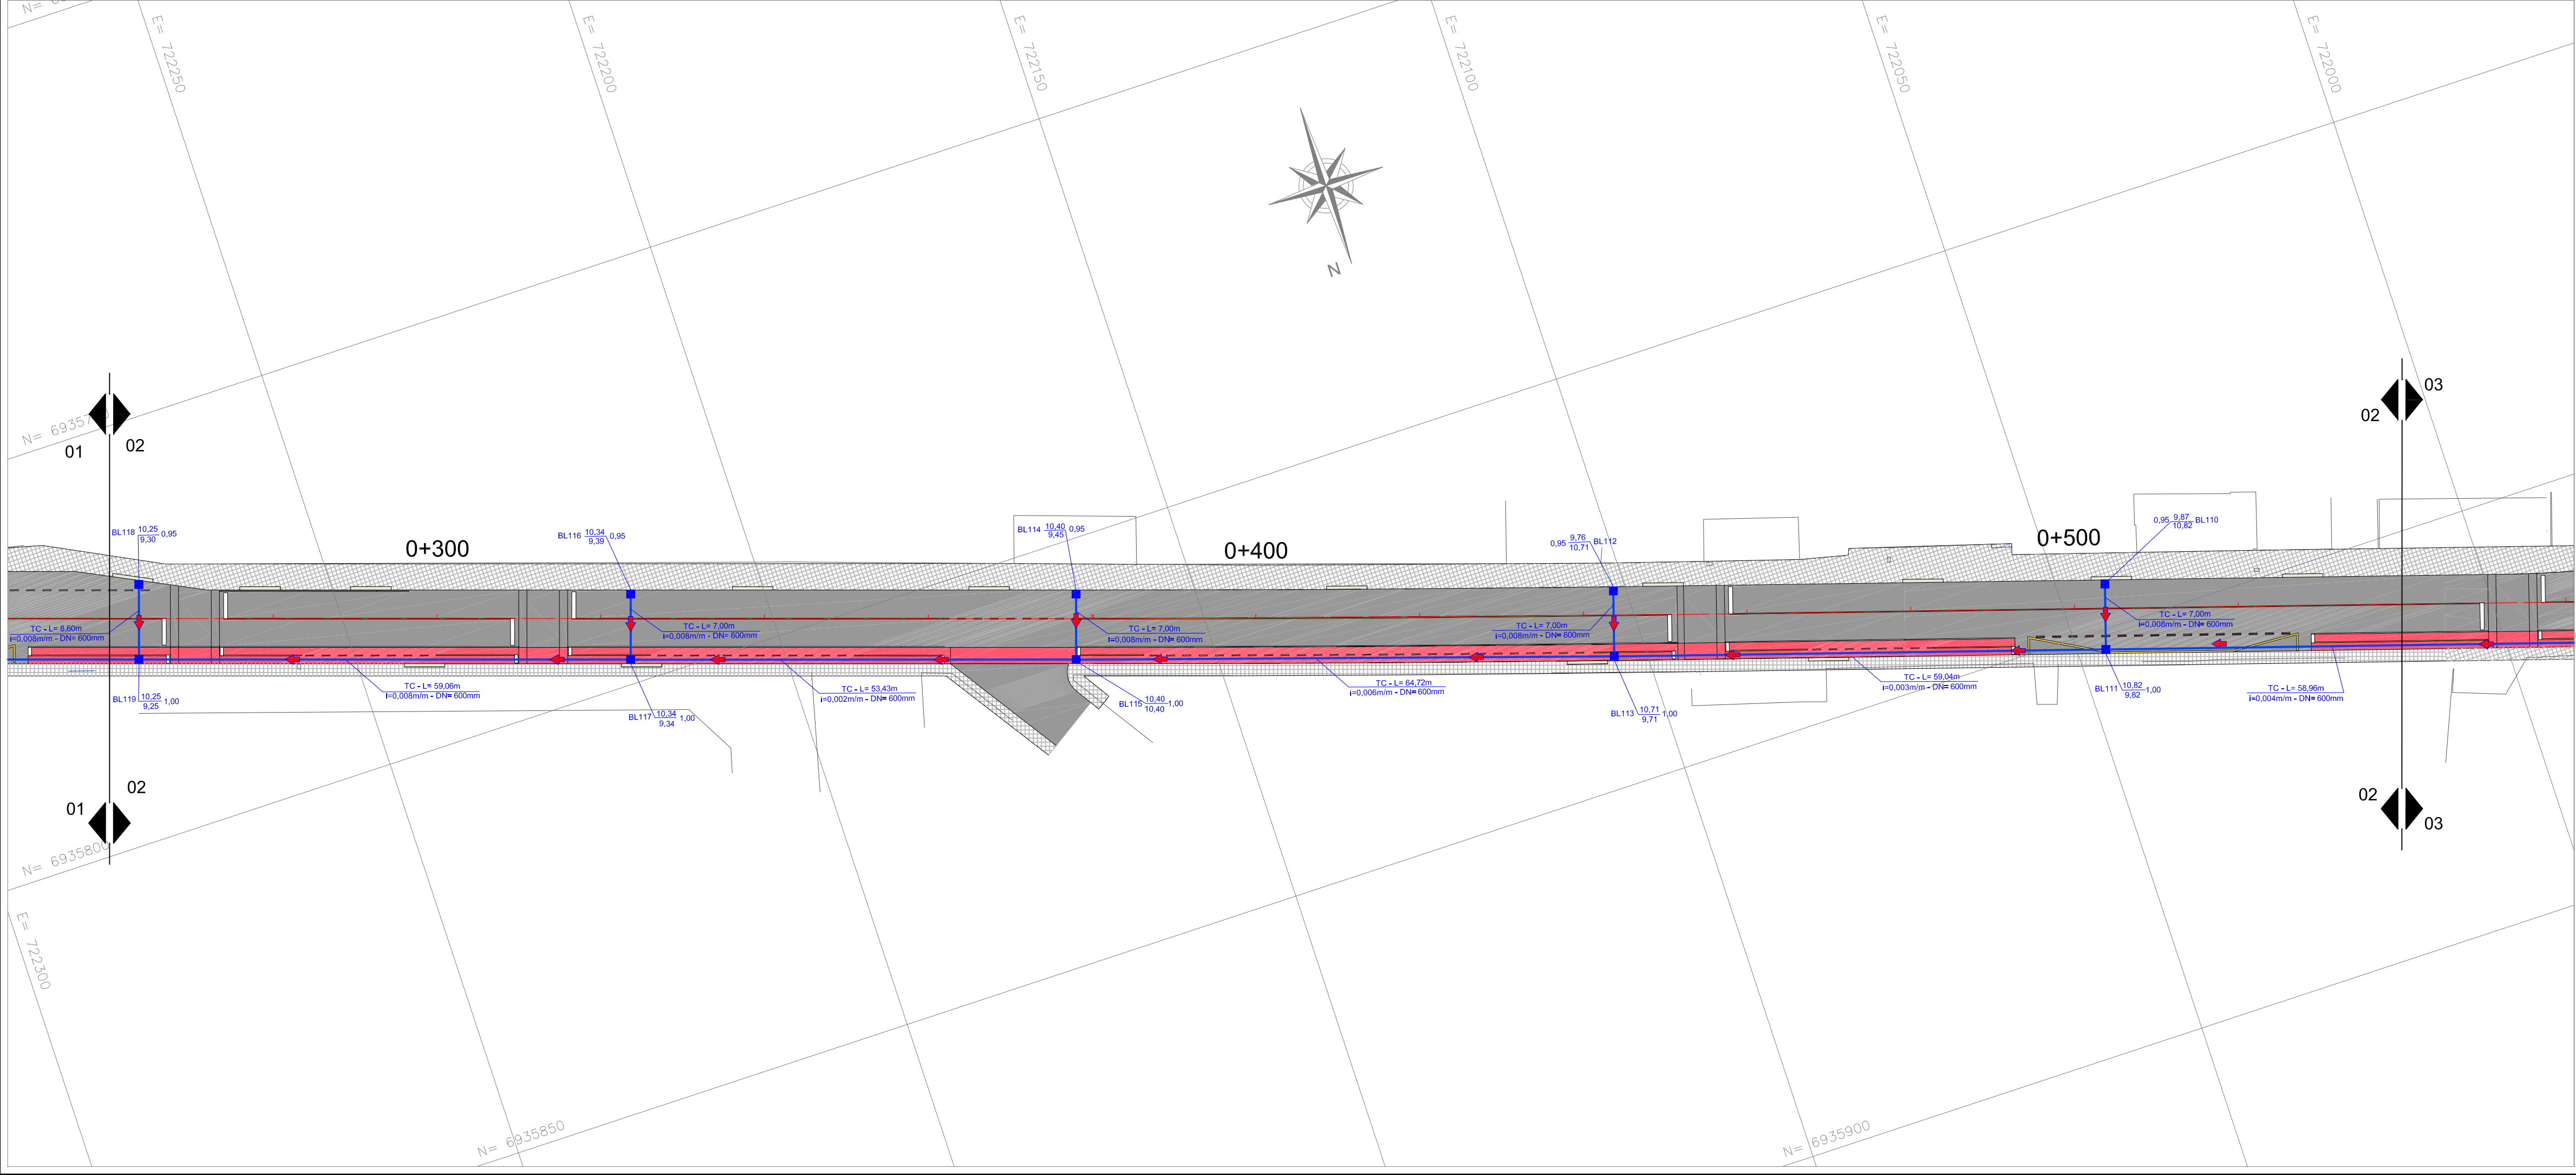 E= 722250
E= 722200
E= 722150
E= 722100
E= 722050
E= 722000
N
03
02
01
02
BL118 10,25 0,95
9,30
0+300
BL116 10,34 0,95
9,39
BL114 10,40 0,95
9,45
0+400
0,95 9,76 BL112
10,71
0+500
0,95 9,87 BL110
10,82
TC - L= 8,60m
i=0,008m/m - DN= 600mm
TC - L= 7,00m
i=0,008m/m - DN= 600mm
TC - L= 7,00m
i=0,008m/m - DN= 600mm
TC - L= 7,00m
i=0,008m/m - DN= 600mm
TC - L= 7,00m
i=0,008m/m - DN= 600mm
BL119 10,25 1,00
9,25
TC - L= 59,06m
i=0,008m/m - DN= 600mm
BL117 10,34 1,00
9,34
TC - L= 53,43m
i=0,002m/m - DN= 600mm
BL115 10,40 1,00
10,40
TC - L= 64,72m
i=0,006m/m - DN= 600mm
BL113 10,71 1,00
9,71
TC - L= 59,04m
i=0,003m/m - DN= 600mm
BL111 10,82 1,00
9,82
TC - L= 58,96m
i=0,004m/m - DN= 600mm
02
01
02
03
N= 6935800
E= 722300
N= 6935850
N= 6935900